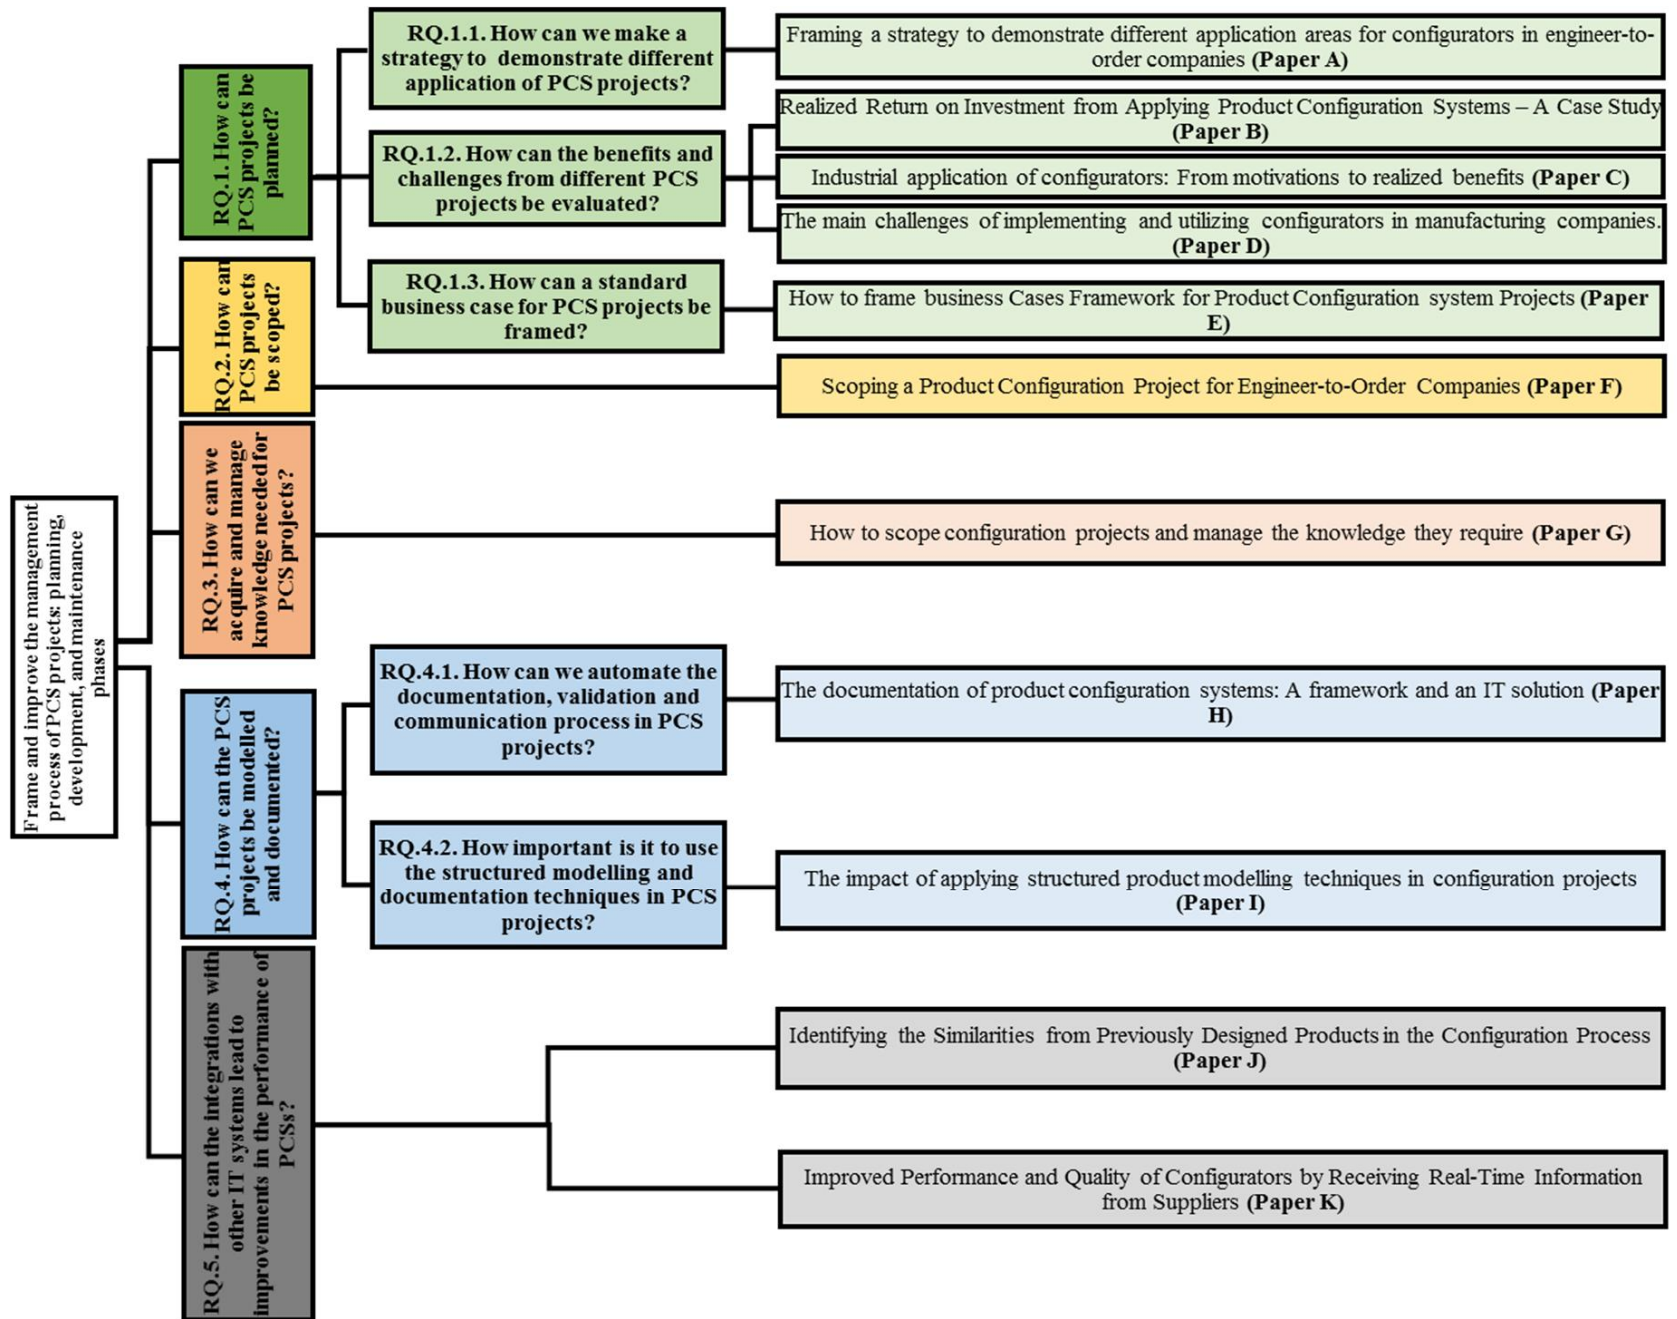 Frame and improve the management
process of PCS projects: planning,
development, and maintenance
phases
RQ.1. How can
PCS projects be
planned?
RQ.1.1. How can we make a
strategy to demonstrate different
application of PCS projects?
Framing a strategy to demonstrate different application areas for configurators in engineer-to-
order companies (Paper A)
RQ.1.2. How can the benefits and
challenges from different PCS
projects be evaluated?
Realized Return on Investment from Applying Product Configuration Systems – A Case Study
(Paper B)
Industrial application of configurators: From motivations to realized benefits (Paper C)
The main challenges of implementing and utilizing configurators in manufacturing companies.
(Paper D)
RQ.1.3. How can a standard
business case for PCS projects be
framed?
How to frame business Cases Framework for Product Configuration system Projects (Paper
E)
RQ.2. How can
PCS projects
be scoped?
Scoping a Product Configuration Project for Engineer-to-Order Companies (Paper F)
RQ.3. How can we
acquire and manage
knowledge needed for
PCS projects?
How to scope configuration projects and manage the knowledge they require (Paper G)
RQ.4. How can the PCS
projects be modelled
and documented?
RQ.4.1. How can we automate the
documentation, validation and
communication process in PCS
projects?
The documentation of product configuration systems: A framework and an IT solution (Paper
H)
RQ.4.2. How important is it to use
the structured modelling and
documentation techniques in PCS
projects?
The impact of applying structured product modelling techniques in configuration projects
(Paper I)
RQ.5. How can the integrations with
other IT systems lead to
improvements in the performance of
PCSs?
Identifying the Similarities from Previously Designed Products in the Configuration Process
(Paper J)
Improved Performance and Quality of Configurators by Receiving Real-Time Information
from Suppliers (Paper K)